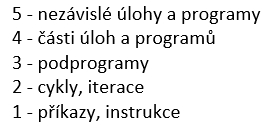 5 - nezávislé úlohy a programy
4 - části úloh a programů
3 - podprogramy
2 - cykly, iterace
1 - příkazy, instrukce